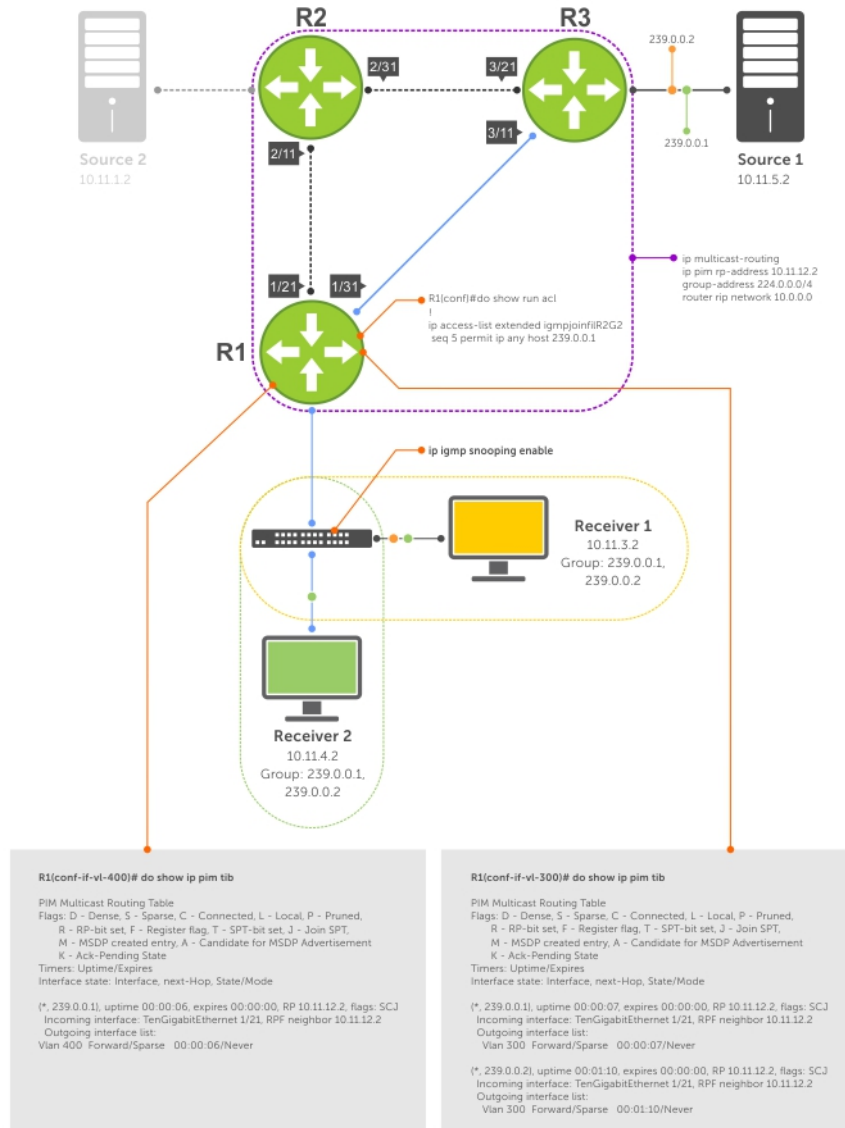 R2
R3
2/31
3/21
239.0.0.2
3/11
2/11
239.0.0.1
Source 2
10.11.1.2
Source 1
10.11.5.2
ip multicast-routing
ip pim rp-address 10.11.12.2
group-address 224.0.0.0/4
router rip network 10.0.0.0
1/21
1/31
R1(conf)#do show run acl
!
ip access-list extended igmpjoinfilR2G2
seq 5 permit ip any host 239.0.0.1
R1
ip igmp snooping enable
Receiver 1
10.11.3.2
Group: 239.0.0.1,
239.0.0.2
Receiver 2
10.11.4.2
Group: 239.0.0.1,
239.0.0.2
R1(conf-if-vl-400)# do show ip pim tib
PIM Multicast Routing Table
Flags: D - Dense, S - Sparse, C - Connected, L - Local, P - Pruned,
R - RP-bit set, F - Register flag, T - SPT-bit set, J - Join SPT,
M - MSDP created entry, A - Candidate for MSDP Advertisement
K - Ack-Pending State
Timers: Uptime/Expires
Interface state: Interface, next-Hop, State/Mode
(*, 239.0.0.1), uptime 00:00:06, expires 00:00:00, RP 10.11.12.2, flags: SCJ
Incoming interface: TenGigabitEthernet 1/21, RPF neighbor 10.11.12.2
Outgoing interface list:
Vlan 400 Forward/Sparse 00:00:06/Never
R1(conf-if-vl-300)# do show ip pim tib
PIM Multicast Routing Table
Flags: D - Dense, S - Sparse, C - Connected, L - Local, P - Pruned,
R - RP-bit set, F - Register flag, T - SPT-bit set, J - Join SPT,
M - MSDP created entry, A - Candidate for MSDP Advertisement
K - Ack-Pending State
Timers: Uptime/Expires
Interface state: Interface, next-Hop, State/Mode
(*, 239.0.0.1), uptime 00:00:07, expires 00:00:00, RP 10.11.12.2, flags: SCJ
Incoming interface: TenGigabitEthernet 1/21, RPF neighbor 10.11.12.2
Outgoing interface list:
Vlan 300 Forward/Sparse 00:00:07/Never
(*, 239.0.0.2), uptime 00:01:10, expires 00:00:00, RP 10.11.12.2, flags: SCJ
Incoming interface: TenGigabitEthernet 1/21, RPF neighbor 10.11.12.2
Outgoing interface list:
Vlan 300 Forward/Sparse 00:01:10/Never